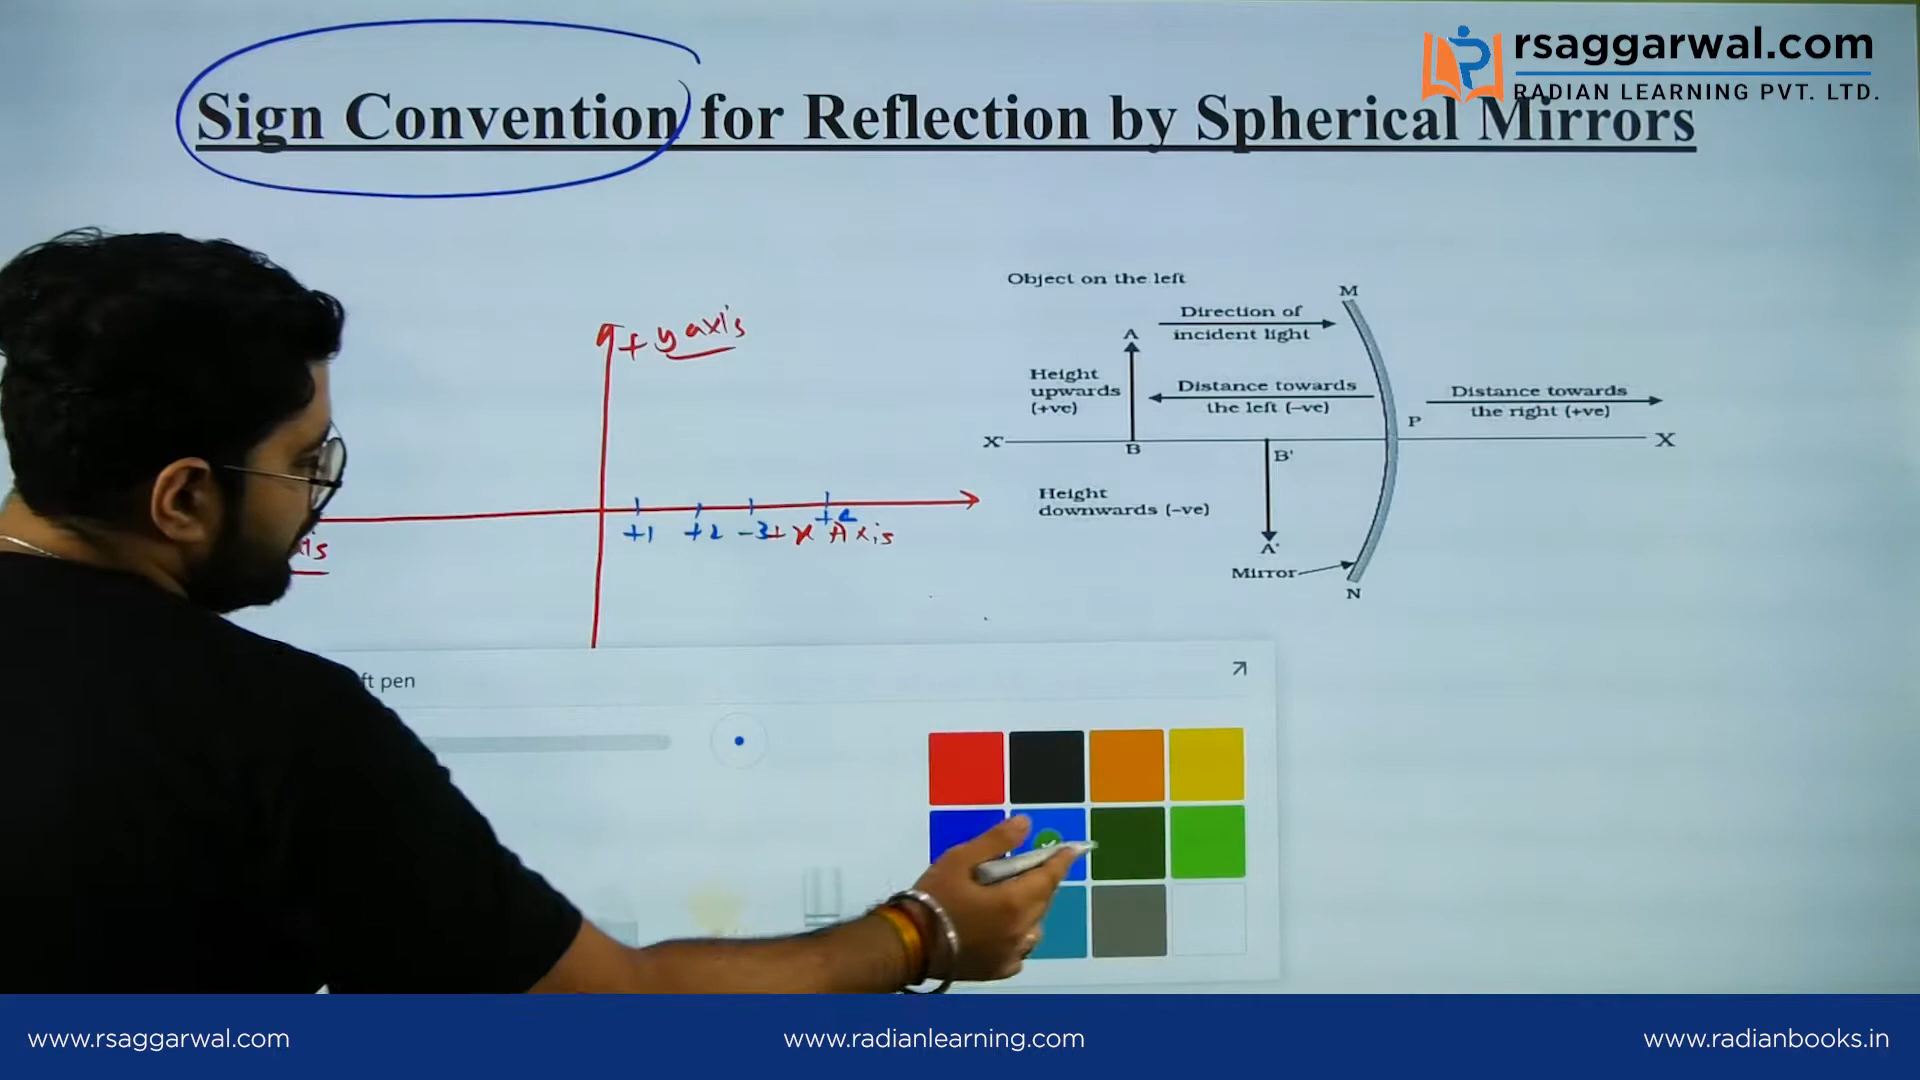 rsaggarwal.com
RADIAN LEARNING PVT. LTD.
Sign Convention for Reflection by Spherical Mirrors
Object on the left
M
Direction of
incident light
A
+ y axis
Height
upwards
(+ve)
Distance towards
the left (–ve)
Distance towards
the right (+ve)
P
X'
X
B
B'
Height
downwards (–ve)
+1
+2
-3
+ x Axis
A'
Mirror
N
ft pen
www.rsaggarwal.com
www.radianlearning.com
www.radianbooks.in